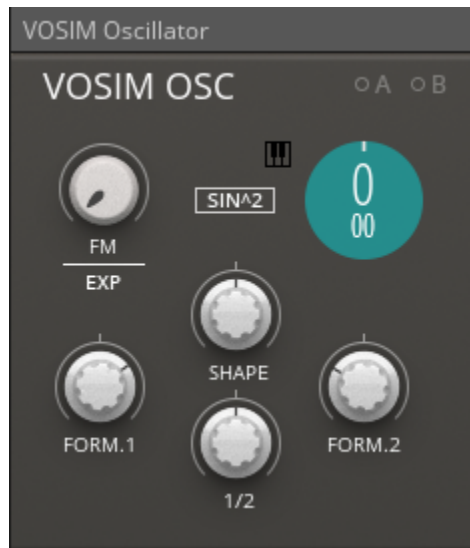 VOSIM Oscillator
VOSIM OSC A B
0
00
SIN^2
FM
EXP
SHAPE
FORM.1
FORM.2
1/2